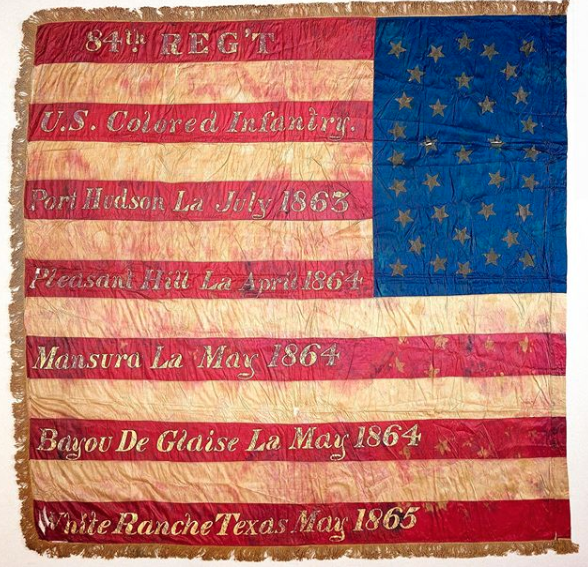 84th REG'T
U.S. Colored Infantry.
Port Hudson La July 1863
Pleasant Hill La April 1864
Mansura La May 1864
Bayou De Glaise La May 1864
White Ranche Texas May 1865